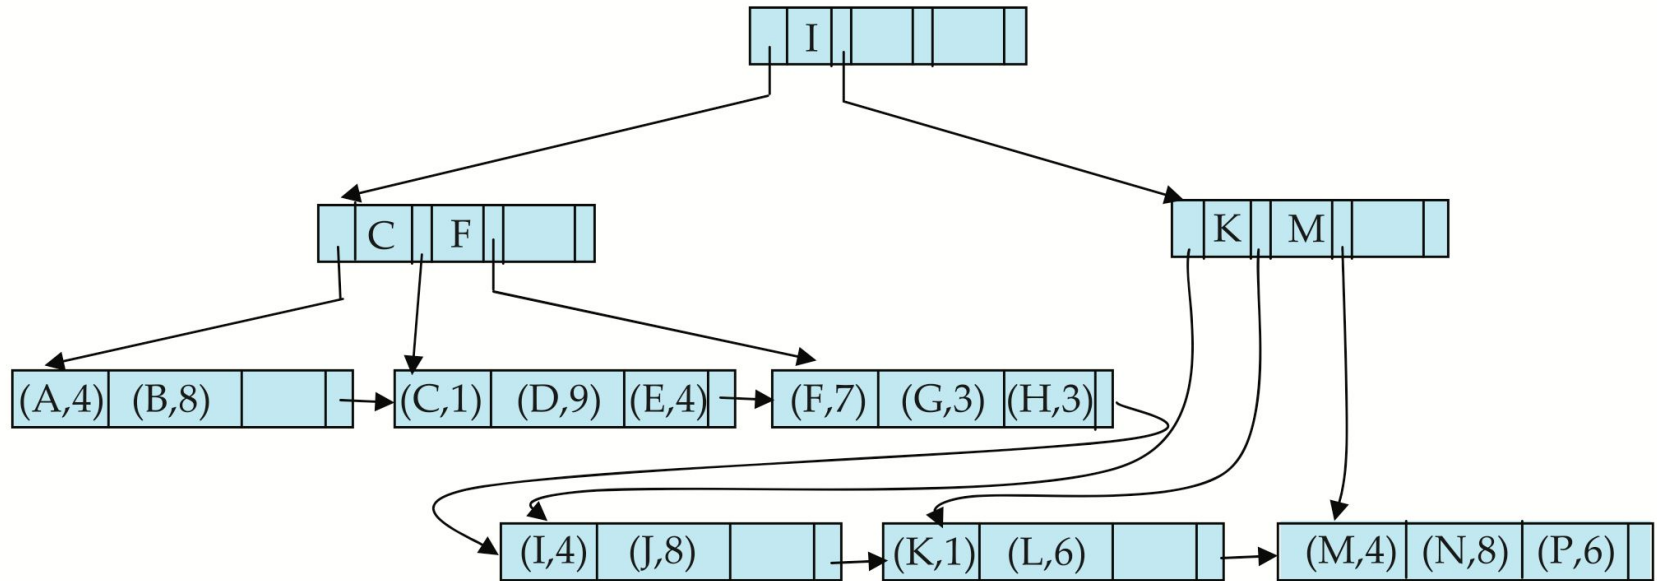 I
C F
K M
(A,4) (B,8)
(C,1) (D,9) (E,4)
(F,7) (G,3) (H,3)
(I,4) (J,8)
(K,1) (L,6)
(M,4) (N,8) (P,6)